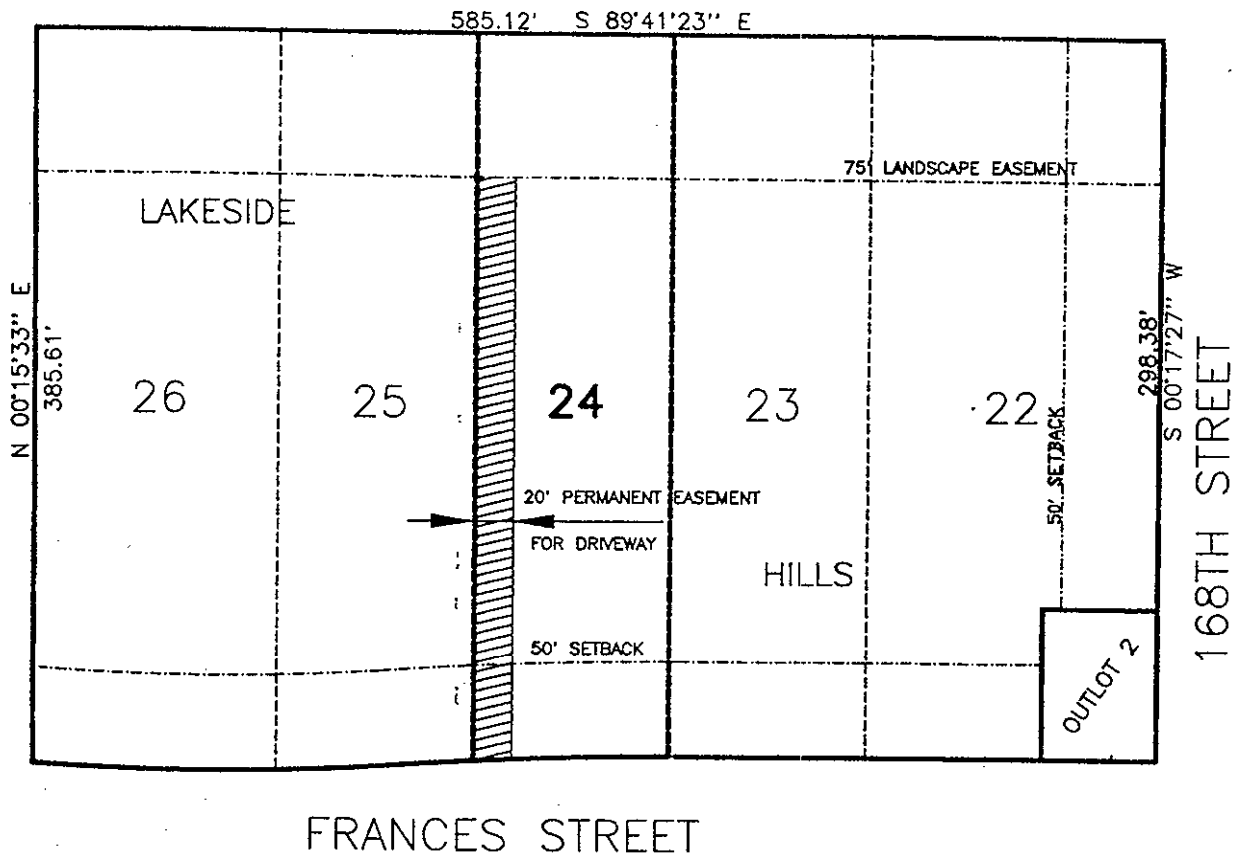 585.12' S 89°41'23" E
75' LANDSCAPE EASEMENT
LAKESIDE
N 00°15'33" E
385.61'
298.38'
S 00°17'27" W
168TH STREET
26
25
24
23
22
50' SETBACK
20' PERMANENT EASEMENT
FOR DRIVEWAY
HILLS
50' SETBACK
OUTLOT 2
FRANCES STREET